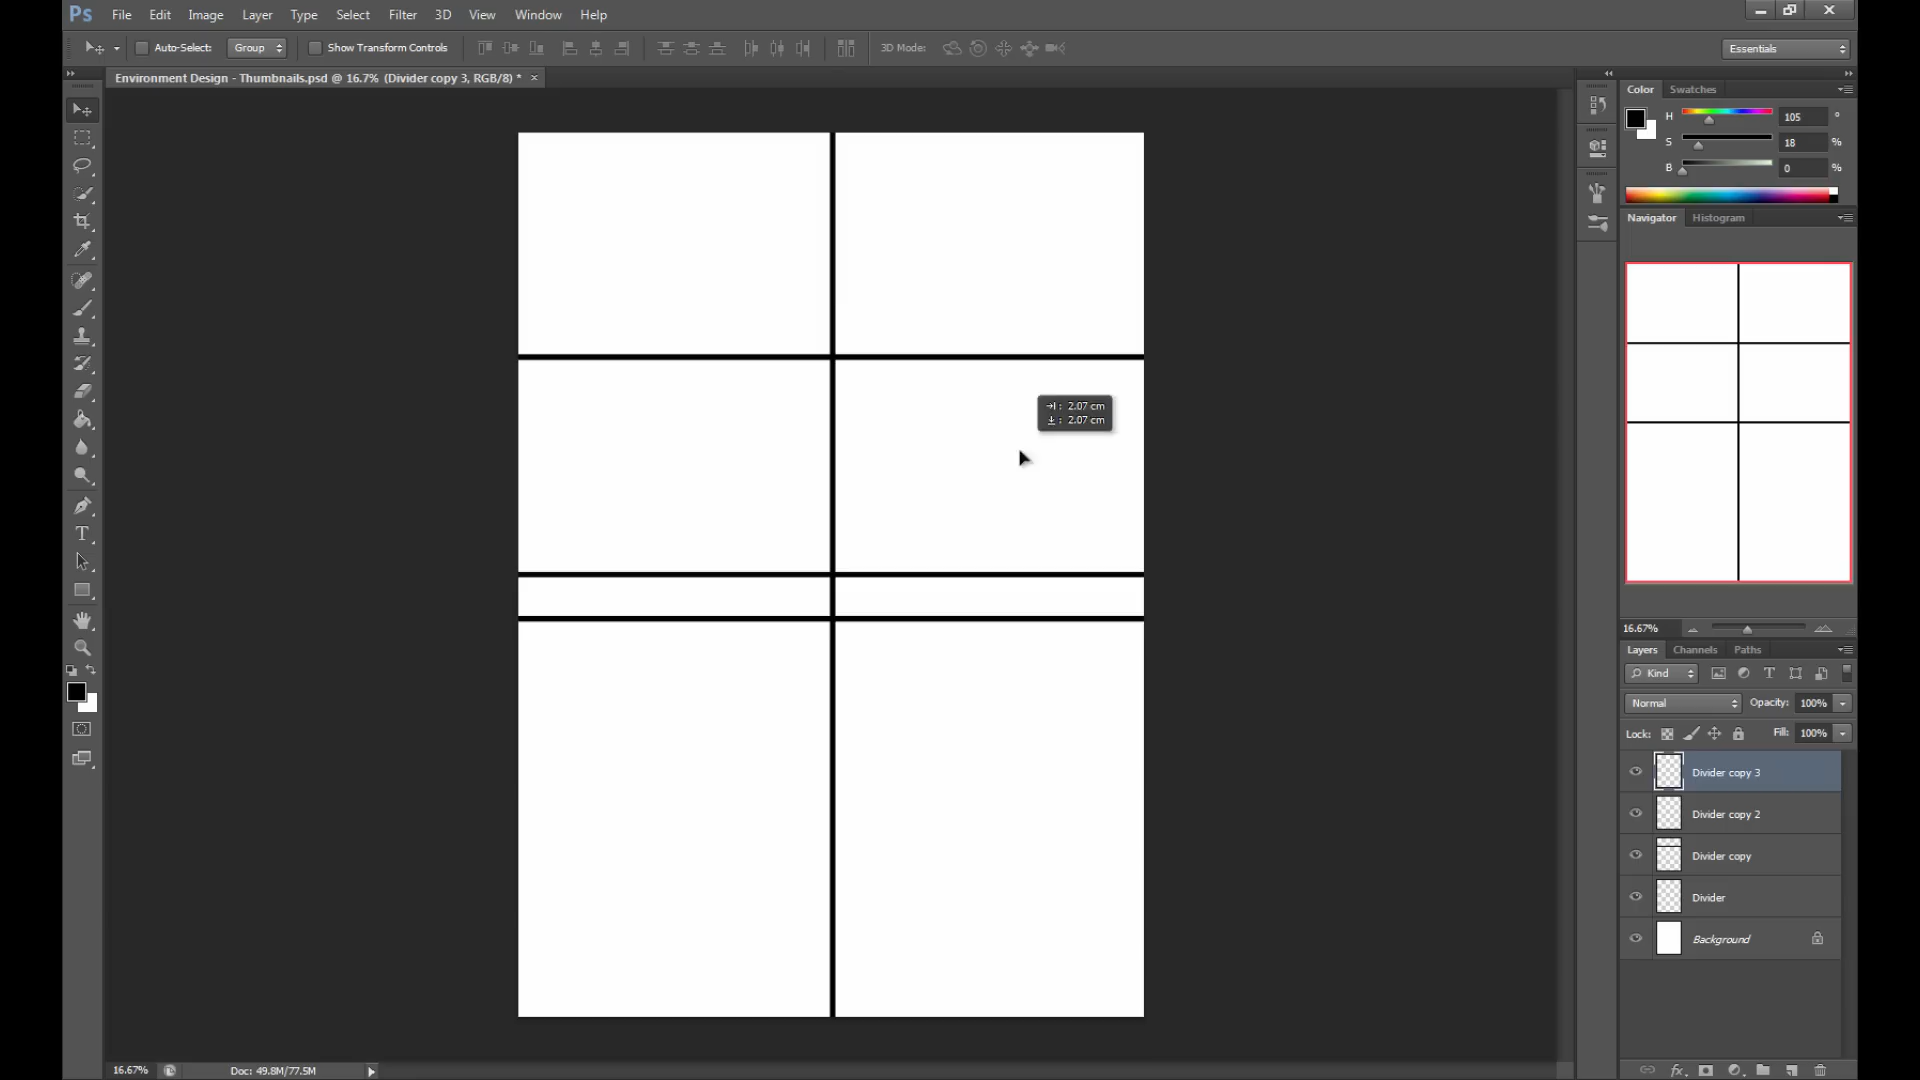 Ps File Edit Image Layer Type Select Filter 3D View Window Help
Auto-Select: Group Show Transform Controls 3D Mode: Essentials
Environment Design - Thumbnails.psd @ 16.7% (Divider copy 3, RGB/8) * ×
Color Swatches
H 105 °
S 18 %
B 0 %
Navigator Histogram
: 2.07 cm
: 2.07 cm
16.67%
Layers Channels Paths
Kind
Normal Opacity: 100%
Lock: Fill: 100%
Divider copy 3
Divider copy 2
Divider copy
Divider
Background
16.67% Doc: 49.8M/77.5M